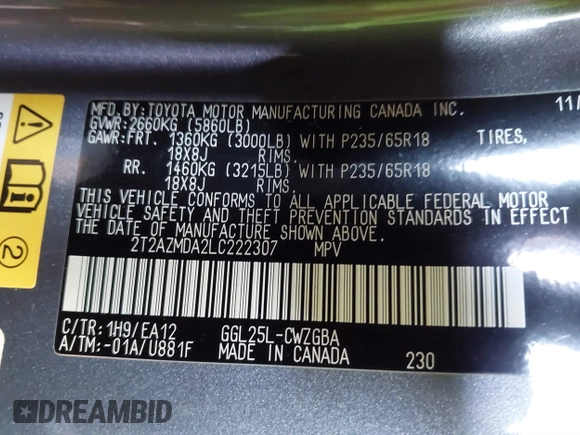 MFD.BY:TOYOTA MOTOR MANUFACTURING CANADA INC. 11/
GVWR:2660KG (5860LB)
GAWR:FRT. 1360KG (3000LB) WITH P235/65R18 TIRES,
18X8J RIMS.
RR. 1460KG (3215LB) WITH P235/65R18
18X8J RIMS.
THIS VEHICLE CONFORMS TO ALL APPLICABLE FEDERAL MOTOR
VEHICLE SAFETY AND THEFT PREVENTION STANDARDS IN EFFECT
THE DATE OF MANUFACTURE SHOWN ABOVE.
2T2AZMDA2LC222307 MPV
C/TR:1H9/EA12 GGL25L-CWZGBA
A/TM:-01A/U881F MADE IN CANADA 230
2
DREAMBID